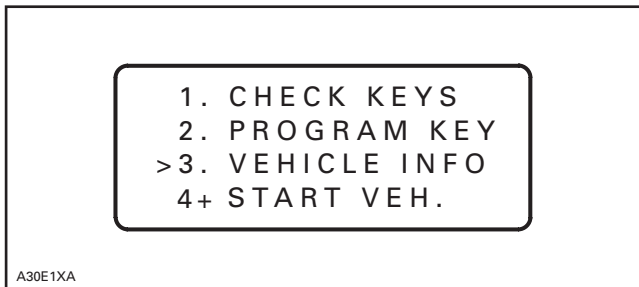 1. CHECK KEYS
2. PROGRAM KEY
>3. VEHICLE INFO
4+ START VEH.
A30E1XA